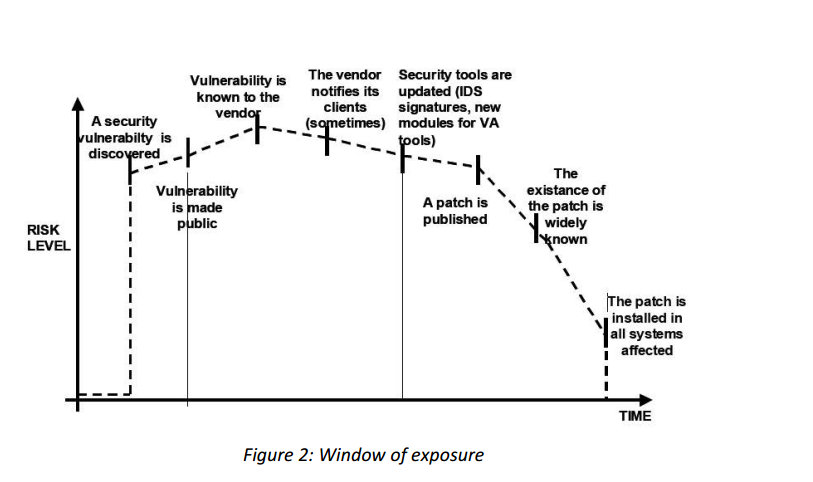 Vulnerability is
known to the
vendor
The vendor
notifies its
clients
(sometimes)
Security tools are
updated (IDS
signatures, new
modules for VA
tools)
A security
vulnerabilty is
discovered
Vulnerability
is made
public
A patch is
published
The
existance of
the patch is
widely
known
RISK
LEVEL
The patch is
installed in
all systems
affected
TIME
Figure 2: Window of exposure